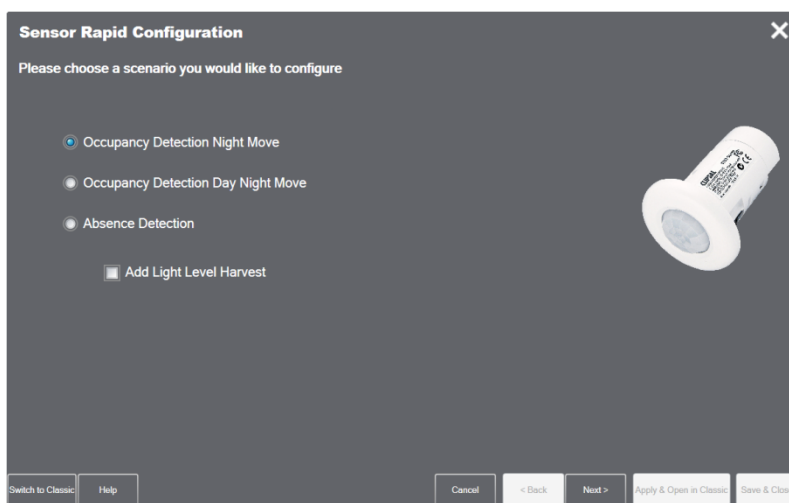 Sensor Rapid Configuration
Please choose a scenario you would like to configure
Occupancy Detection Night Move
Occupancy Detection Day Night Move
Absence Detection
Add Light Level Harvest
CLIPSAL
Switch to Classic Help Cancel < Back Next > Apply & Open in Classic Save & Clos